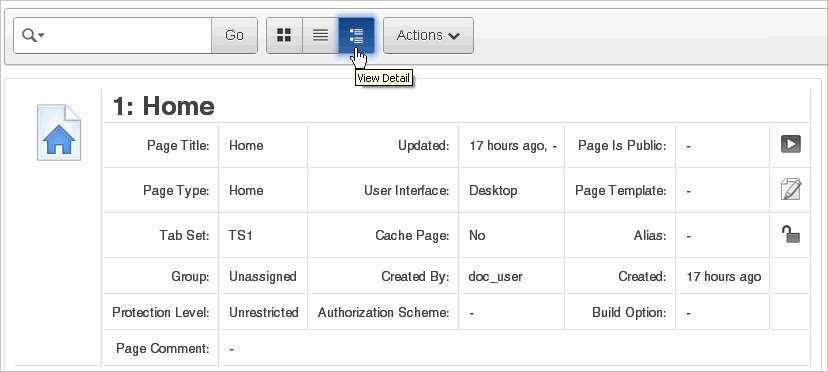 Go Actions
View Detail
1: Home
Page Title: Home Updated: 17 hours ago, - Page Is Public: -
Page Type: Home User Interface: Desktop Page Template: -
Tab Set: TS1 Cache Page: No Alias: -
Group: Unassigned Created By: doc_user Created: 17 hours ago
Protection Level: Unrestricted Authorization Scheme: - Build Option: -
Page Comment: -